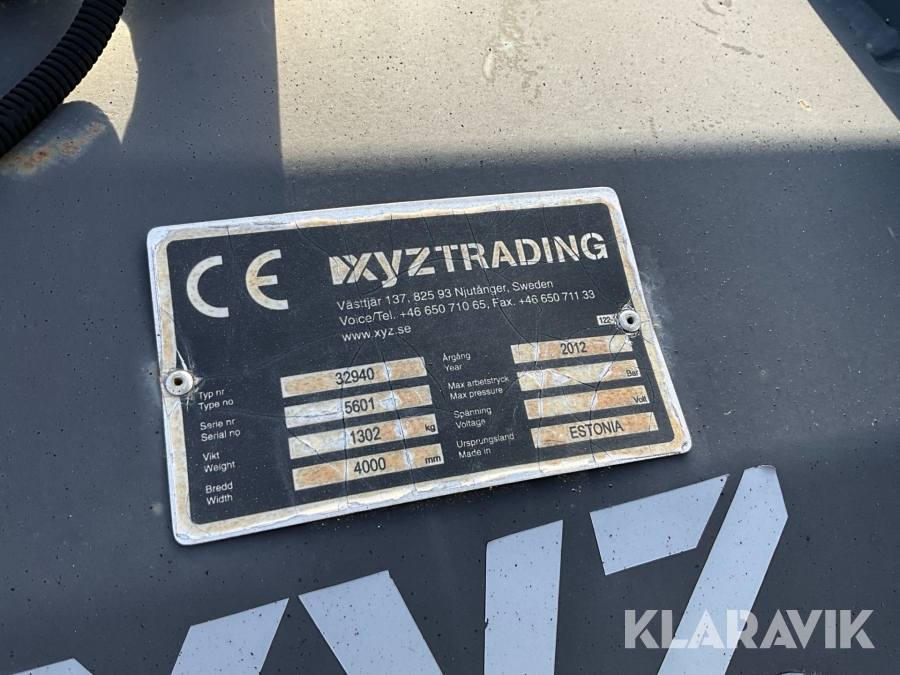 CE XYZTRADING
Västtjär 137, 825 93 Njutånger, Sweden
Voice/Tel. +46 650 710 65, Fax. +46 650 711 33
www.xyz.se
Typ nr
Type no
32940
Årgång
Year
2012
Serie nr
Serial no
5601
Max arbetstryck
Max pressure
Bar
Vikt
Weight
1302 kg
Spänning
Voltage
Volt
Bredd
Width
4000 mm
Ursprungsland
Made in
ESTONIA
KLARAVIK